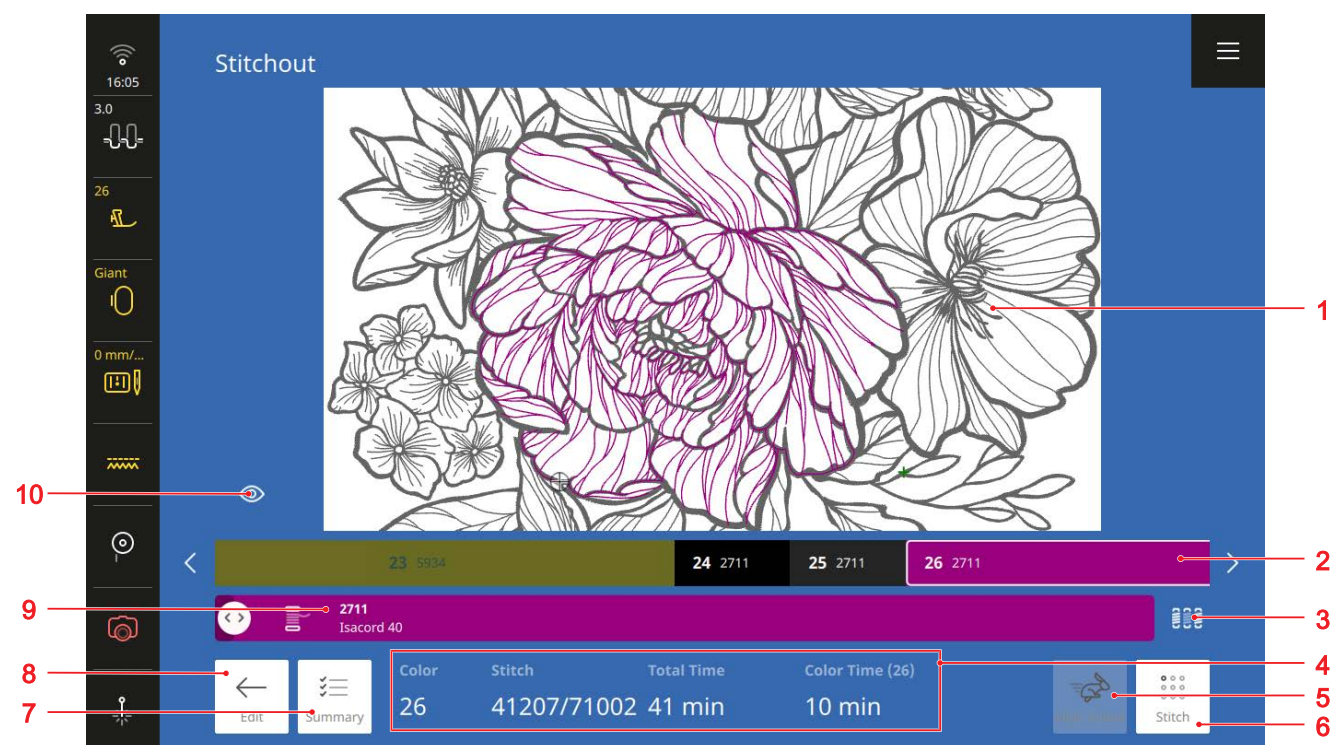 16:05
Stitchout
3.0
26
Giant
1
0 mm/...
10
23 5934
24 2711
25 2711
26 2711
2
9
2711
Isacord 40
3
8
Edit
Summary
7
Color
Stitch
Total Time
Color Time (26)
26
41207/71002
41 min
10 min
4
5
Stitch
6